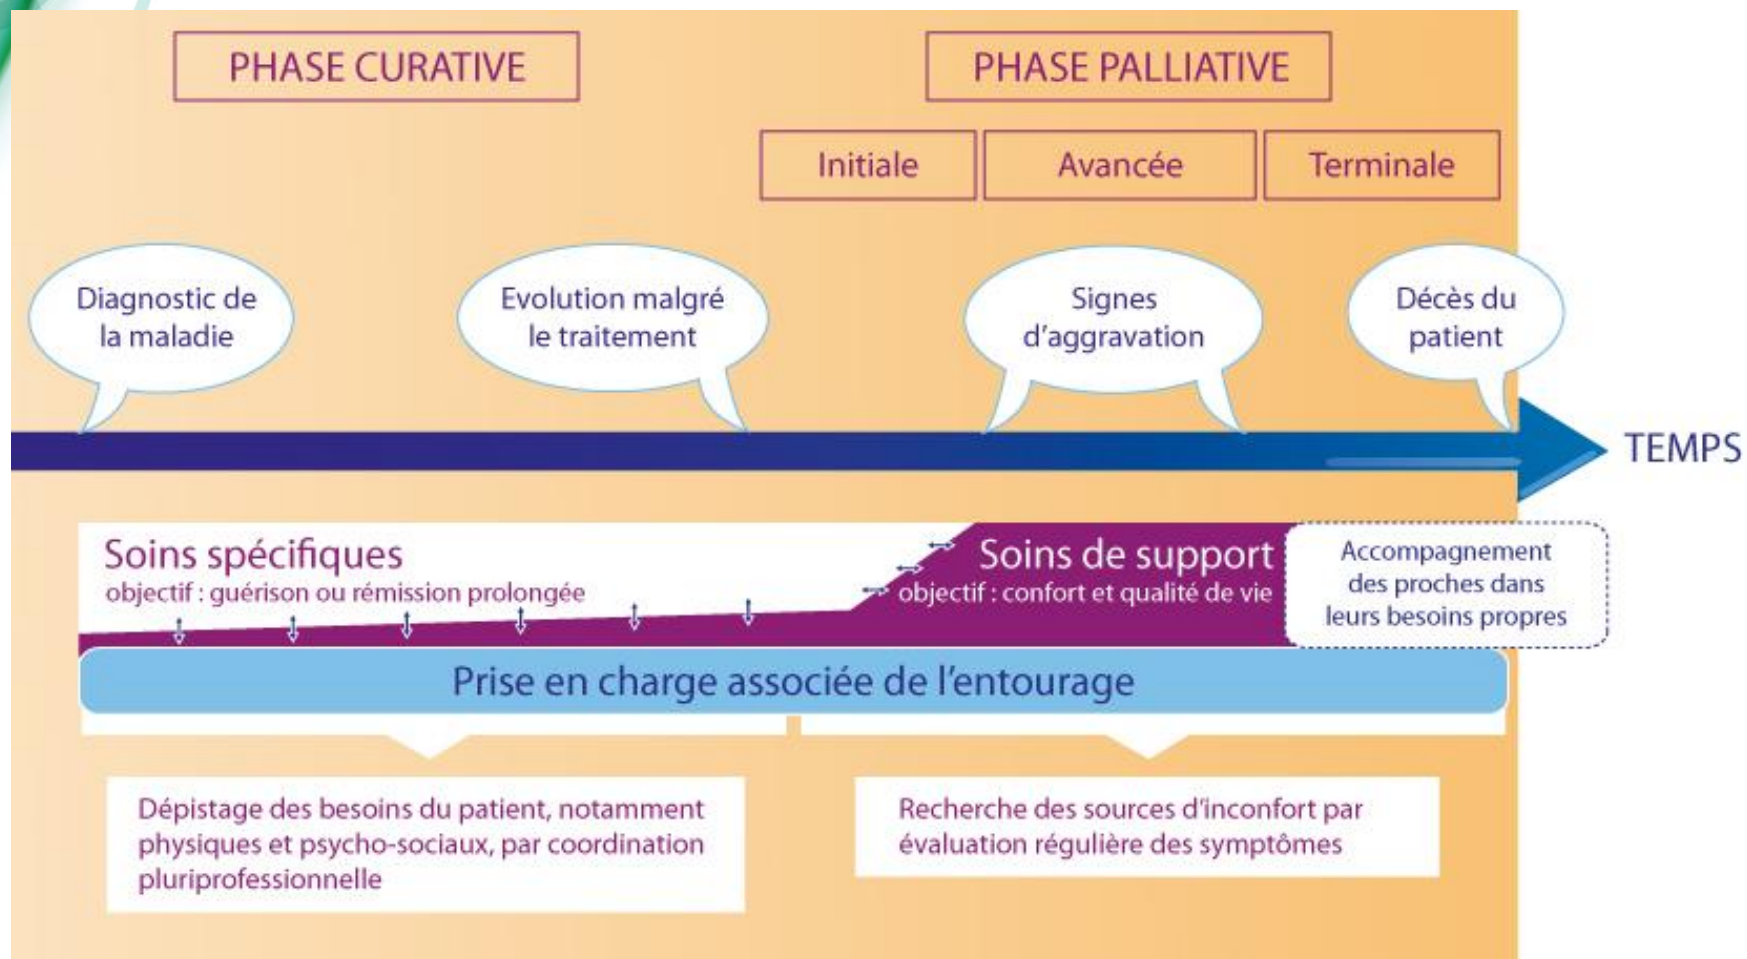 PHASE CURATIVE
PHASE PALLIATIVE
Initiale
Avancée
Terminale
Diagnostic de
la maladie
Evolution malgré
le traitement
Signes
d'aggravation
Décès du
patient
TEMPS
Soins spécifiques
objectif : guérison ou rémission prolongée
Soins de support
objectif : confort et qualité de vie
Accompagnement
des proches dans
leurs besoins propres
Prise en charge associée de l'entourage
Dépistage des besoins du patient, notamment
physiques et psycho-sociaux, par coordination
pluriprofessionnelle
Recherche des sources d'inconfort par
évaluation régulière des symptômes